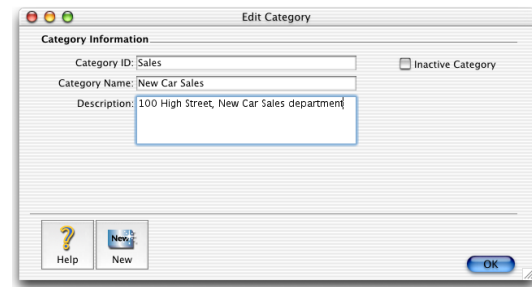 Edit Category
Category Information
Category ID: Sales
Inactive Category
Category Name: New Car Sales
Description: 100 High Street, New Car Sales department
New
Help
New
OK